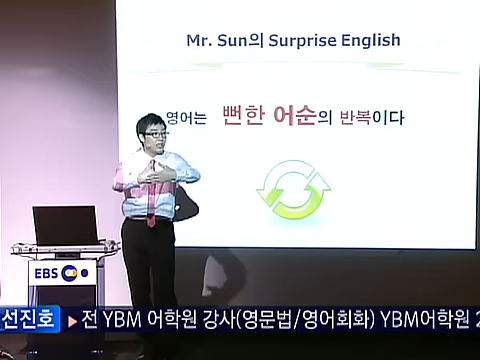 Mr. Sun의 Surprise English
영어는 뻔한 어순의 반복이다
EBS
선진호 ▶ 전 YBM 어학원 강사(영문법/영어회화) YBM어학원 2